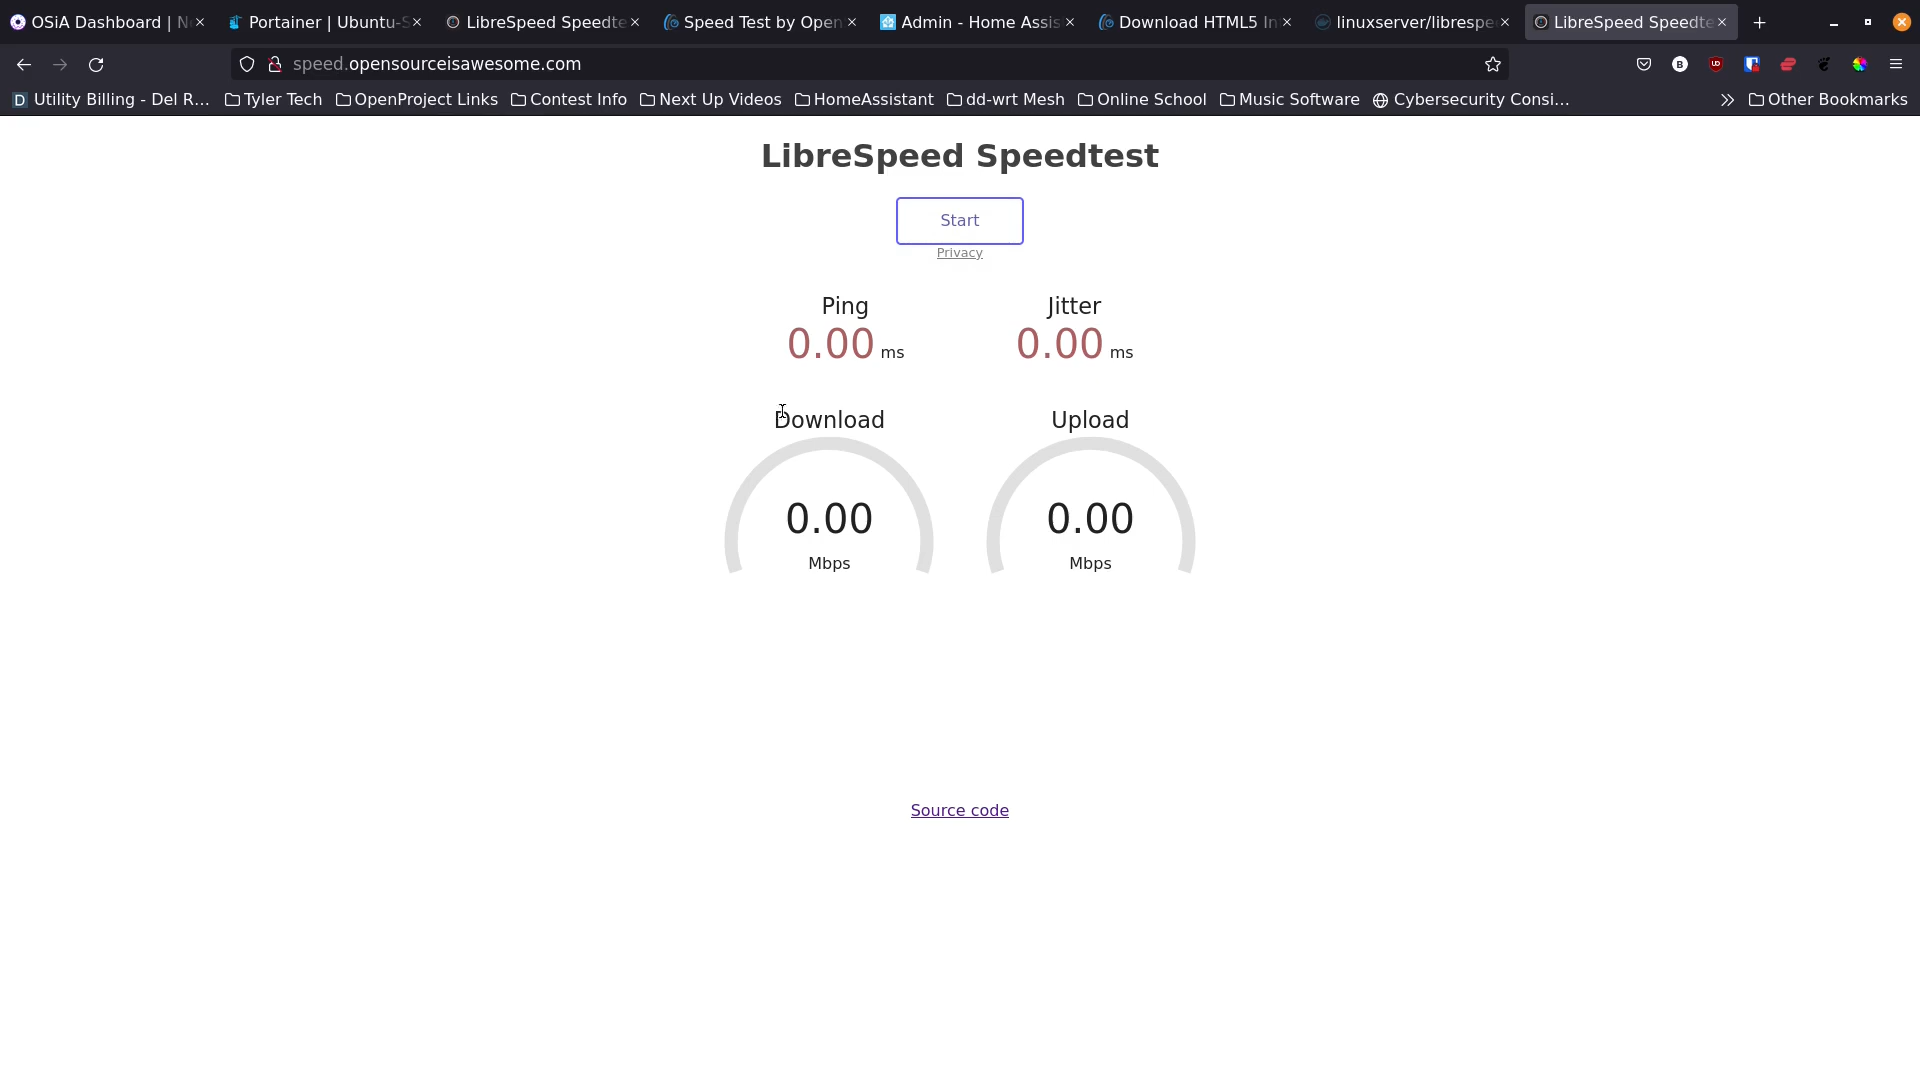 OSiA Dashboard | N
Portainer | Ubuntu-S
LibreSpeed Speedte
Speed Test by Open
Admin - Home Assis
Download HTML5 In
linuxserver/librespe
LibreSpeed Speedte
speed.opensourceisawesome.com
Utility Billing - Del R…
Tyler Tech
OpenProject Links
Contest Info
Next Up Videos
HomeAssistant
dd-wrt Mesh
Online School
Music Software
Cybersecurity Consi…
Other Bookmarks
LibreSpeed Speedtest
Start
Privacy
Ping
Jitter
0.00 ms
0.00 ms
Download
Upload
0.00
0.00
Mbps
Mbps
Source code